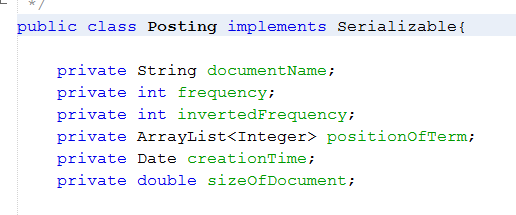 */
public class Posting implements Serializable{
private String documentName;
private int frequency;
private int invertedFrequency;
private ArrayList<Integer> positionOfTerm;
private Date creationTime;
private double sizeOfDocument;